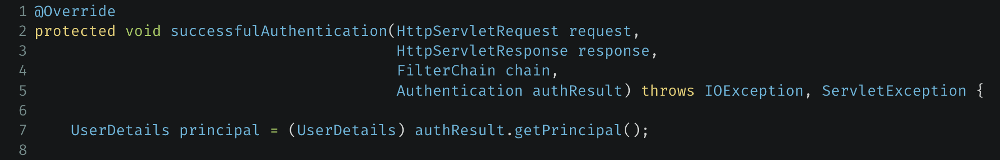 1 @Override
2 protected void successfulAuthentication(HttpServletRequest request,
3                                         HttpServletResponse response,
4                                         FilterChain chain,
5                                         Authentication authResult) throws IOException, ServletException {
6
7     UserDetails principal = (UserDetails) authResult.getPrincipal();
8